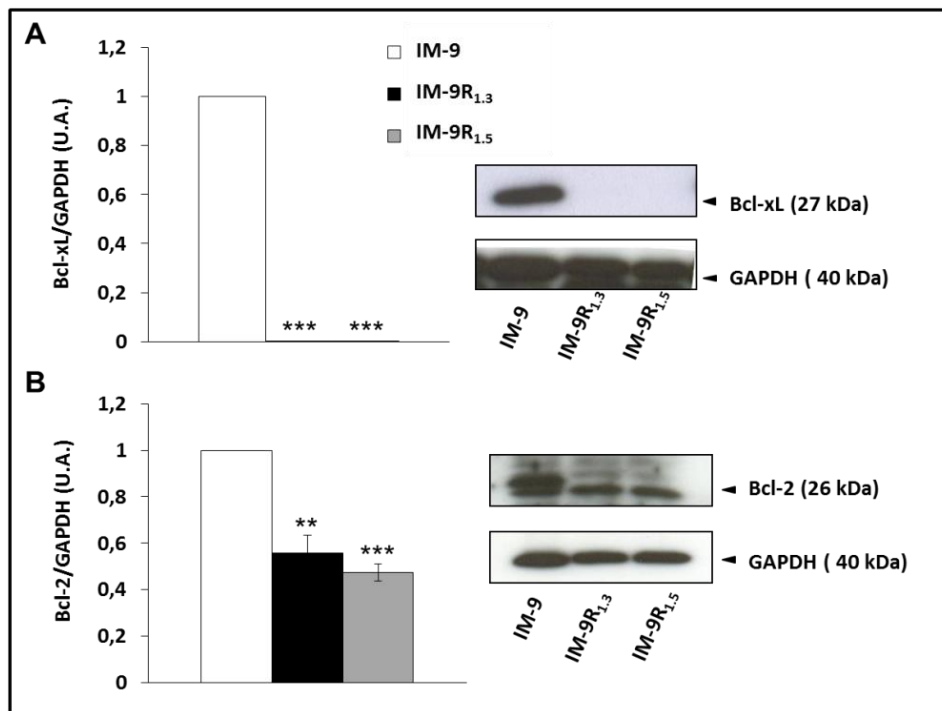 A
1,2
1
0,8
0,6
0,4
0,2
0
Bcl-xL/GAPDH (U.A.)
*** ***
IM-9
IM-9R1.3
IM-9R1.5
Bcl-xL (27 kDa)
GAPDH ( 40 kDa)
IM-9
IM-9R1.3
IM-9R1.5
B
1,2
1
0,8
0,6
0,4
0,2
0
Bcl-2/GAPDH (U.A.)
**
***
Bcl-2 (26 kDa)
GAPDH ( 40 kDa)
IM-9
IM-9R1.3
IM-9R1.5